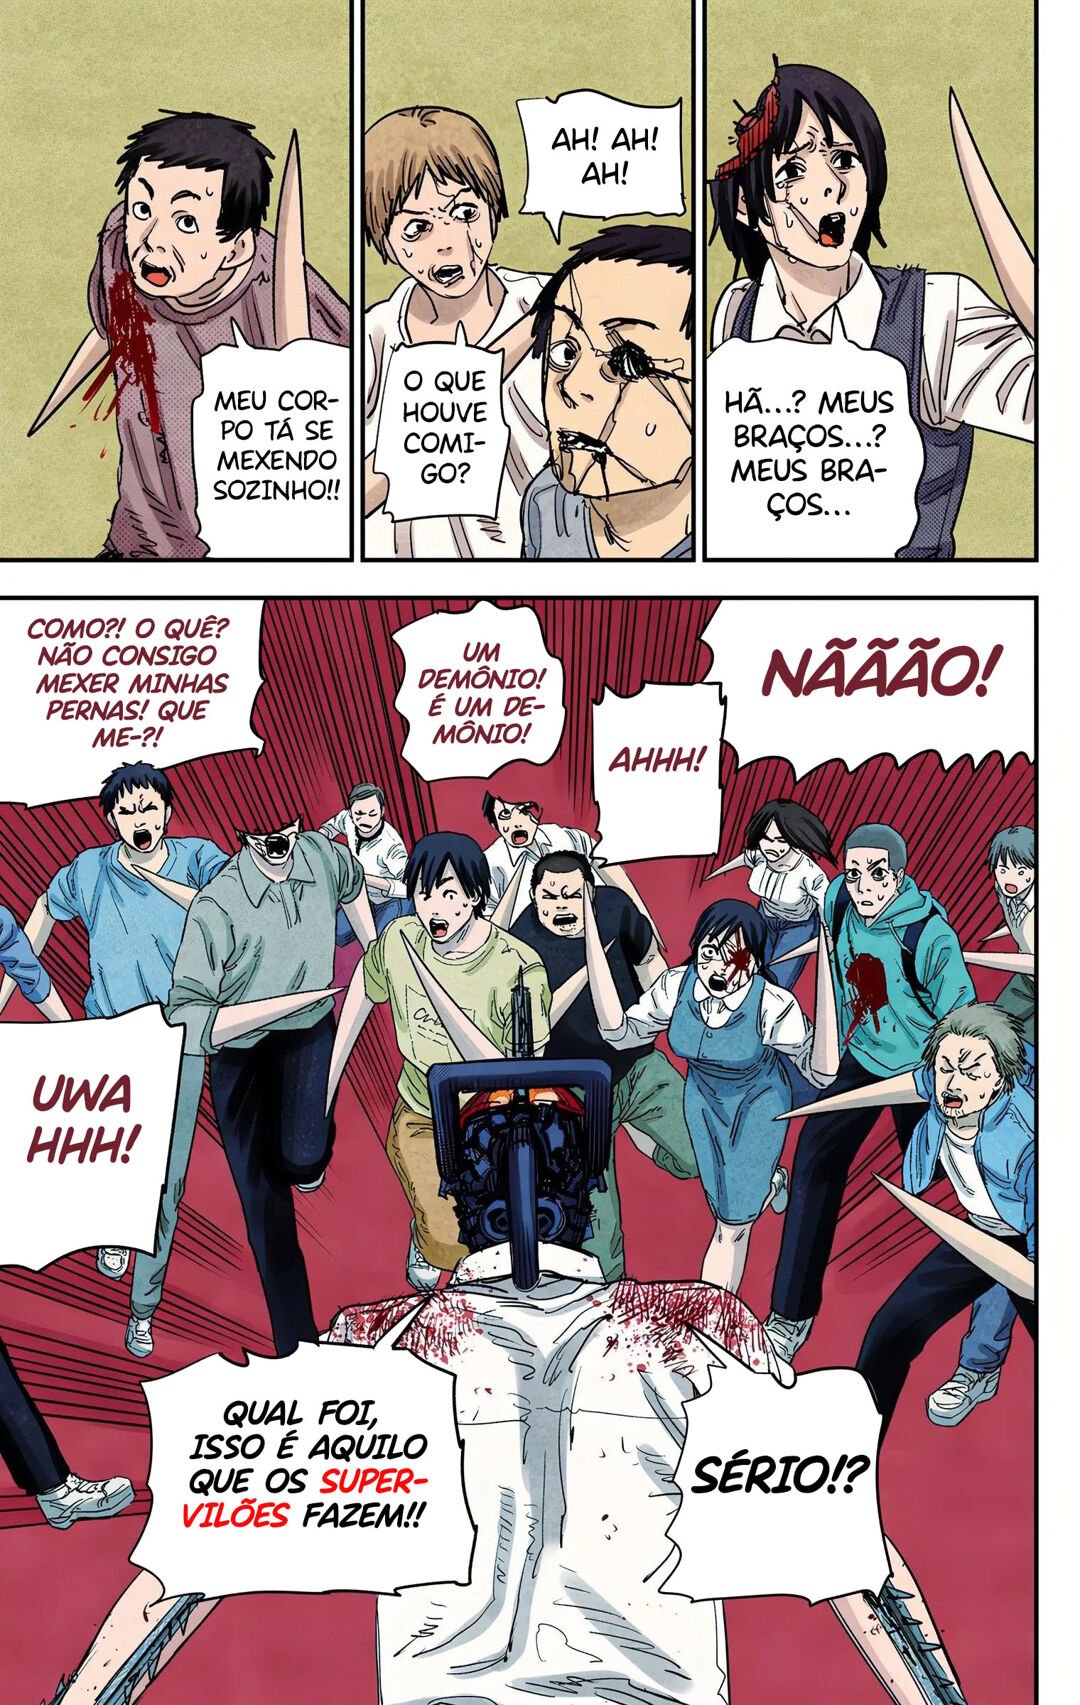 HÃ...? MEUS
BRAÇOS...?
MEUS BRA-
ÇOS...
AH! AH!
AH!
O QUE
HOUVE
COMI-
GO?
MEU COR-
PO TÁ SE
MEXENDO
SOZINHO!!
NÃÃÃO!
AHHH!
UM
DEMÔNIO!
É UM DE-
MÔNIO!
COMO?! O QUÊ?
NÃO CONSIGO
MEXER MINHAS
PERNAS! QUE
ME-?!
UWA
HHH!
SÉRIO!?
QUAL FOI,
ISSO É AQUILO
QUE OS SUPER-
VILÕES FAZEM!!